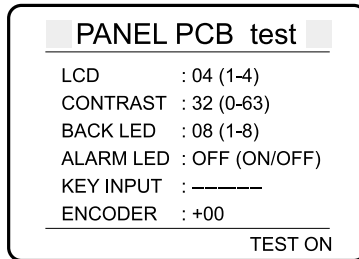 PANEL PCB test
LCD : 04 (1-4)
CONTRAST : 32 (0-63)
BACK LED : 08 (1-8)
ALARM LED : OFF (ON/OFF)
KEY INPUT : ------
ENCODER : +00
TEST ON